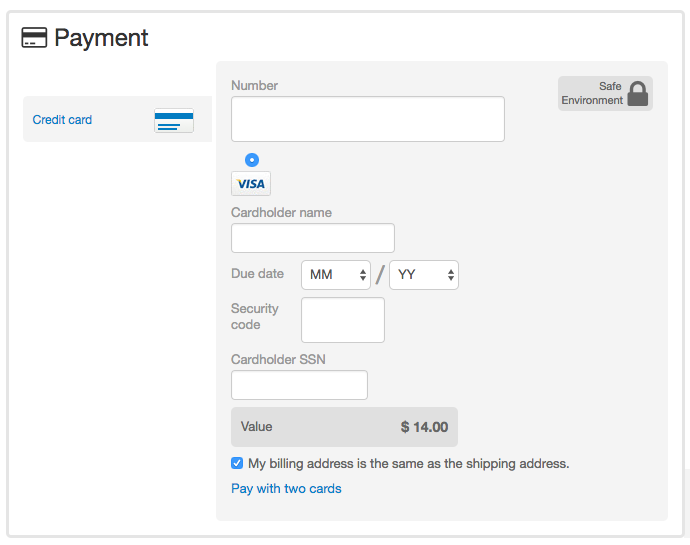 Payment
Credit card
Number
Safe
Environment
VISA
Cardholder name
Due date
MM
/
YY
Security
code
Cardholder SSN
Value
$ 14.00
My billing address is the same as the shipping address.
Pay with two cards